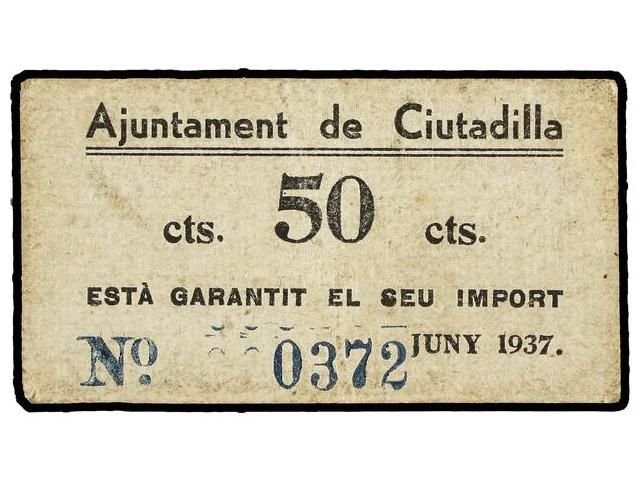 Ajuntament de Ciutadilla
cts. 50 cts.
ESTÀ GARANTIT EL SEU IMPORT
Nº. 0372 JUNY 1937.